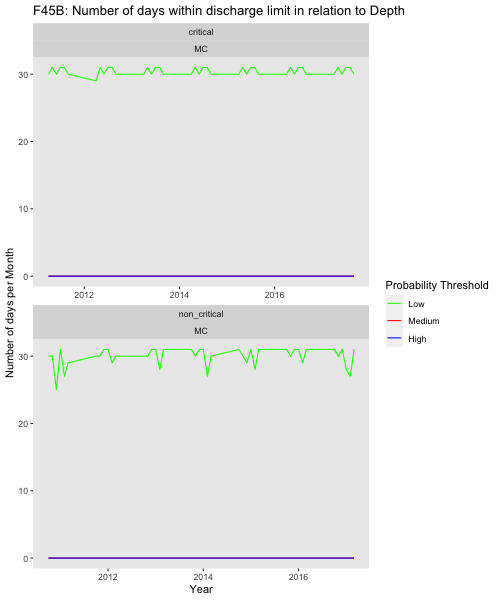 F45B: Number of days within discharge limit in relation to Depth
critical
MC
30
20
10
0
2012
2014
2016
Number of days per Month
non_critical
MC
30
20
10
0
2012
2014
2016
Year
Probability Threshold
Low
Medium
High